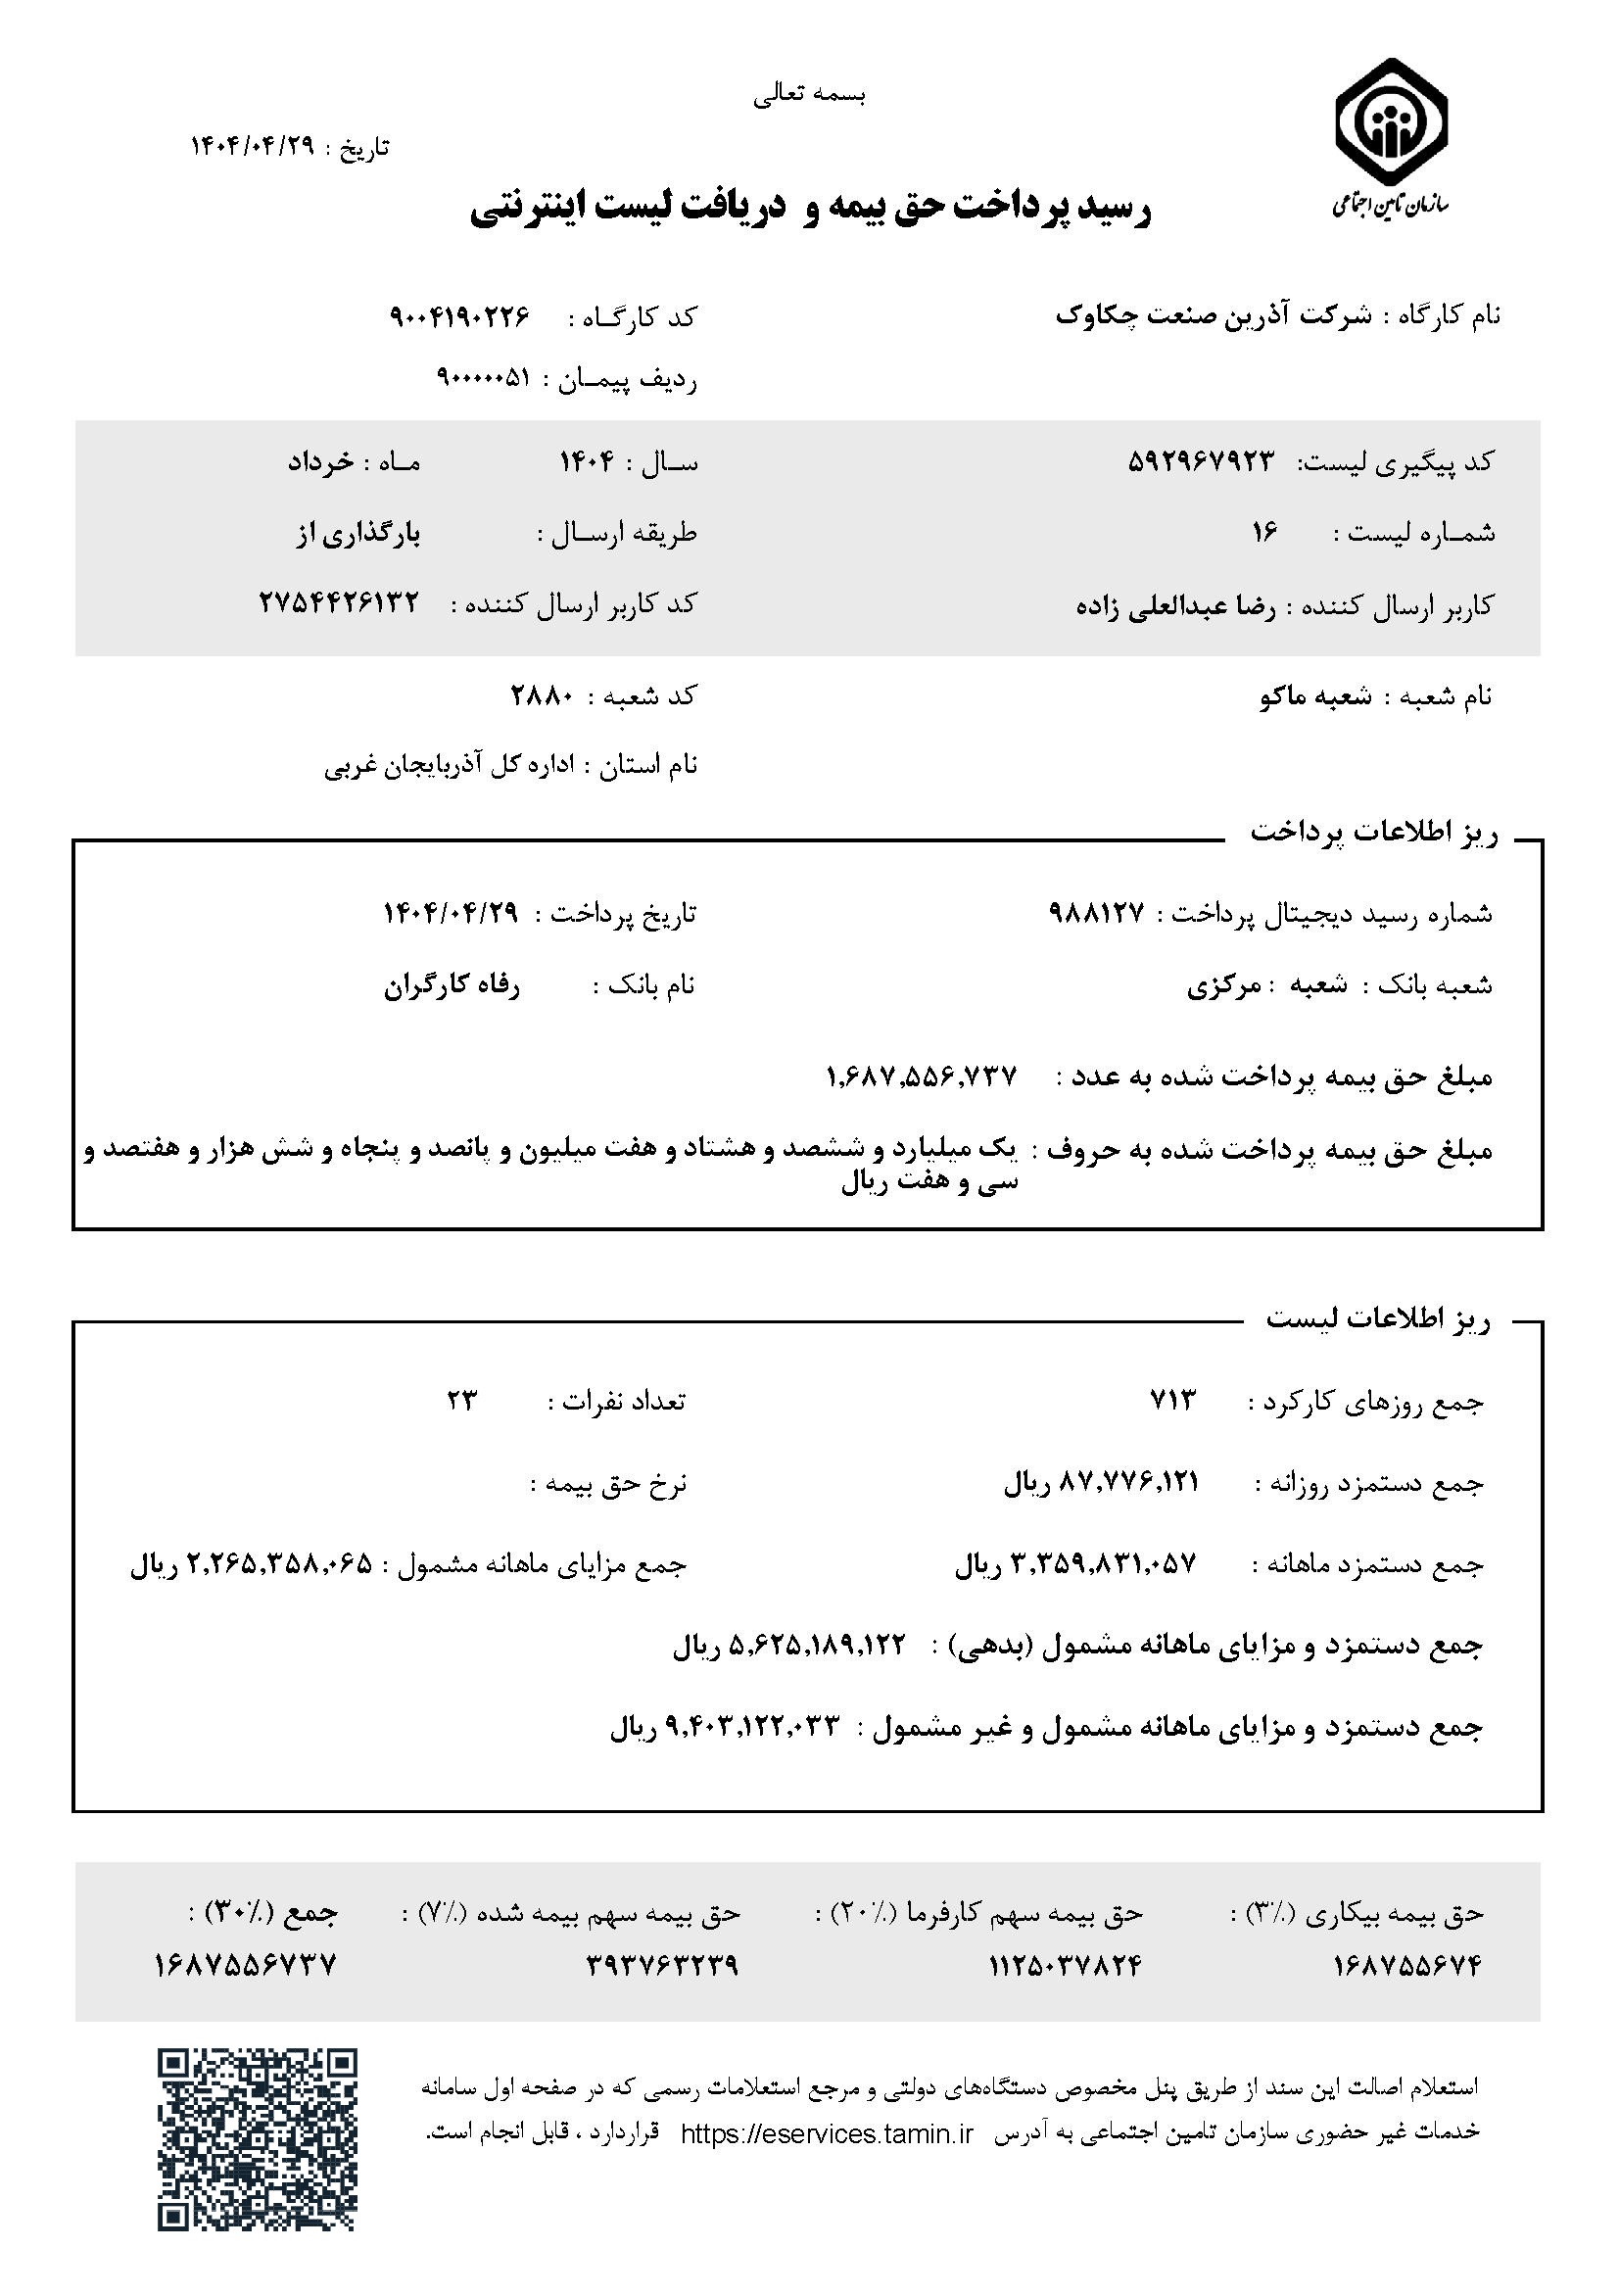 بسمه تعالی
سازمان تامین اجتماعی
تاریخ : ۱۴۰۴/۰۴/۲۹
رسید پرداخت حق بیمه و دریافت لیست اینترنتی
نام کارگاه : شرکت آذرین صنعت چکاوک کد کارگاه : ۹۰۰۴۱۹۰۲۲۶
ردیف پیمان : ۹۰۰۰۰۰۵۱
کد پیگیری لیست: ۵۹۲۹۶۷۹۲۳ سال : ۱۴۰۴ ماه : خرداد
شماره لیست : ۱۶ طریقه ارسال : بارگذاری از
کاربر ارسال کننده : رضا عبدالعلی زاده کد کاربر ارسال کننده : ۲۷۵۴۴۲۶۱۳۲
نام شعبه : شعبه ماکو کد شعبه : ۲۸۸۰
نام استان : اداره کل آذربایجان غربی
ریز اطلاعات پرداخت
شماره رسید دیجیتال پرداخت : ۹۸۸۱۲۷ تاریخ پرداخت : ۱۴۰۴/۰۴/۲۹
شعبه بانک : شعبه : مرکزی نام بانک : رفاه کارگران
مبلغ حق بیمه پرداخت شده به عدد : ۱,۶۸۷,۵۵۶,۷۳۷
مبلغ حق بیمه پرداخت شده به حروف : یک میلیارد و ششصد و هشتاد و هفت میلیون و پانصد و پنجاه و شش هزار و هفتصد و
سی و هفت ریال
ریز اطلاعات لیست
جمع روزهای کارکرد : ۷۱۳ تعداد نفرات : ۲۳
جمع دستمزد روزانه : ۸۷,۷۷۶,۱۲۱ ریال نرخ حق بیمه :
جمع دستمزد ماهانه : ۳,۳۵۹,۸۳۱,۰۵۷ ریال جمع مزایای ماهانه مشمول : ۲,۲۶۵,۳۵۸,۰۶۵ ریال
جمع دستمزد و مزایای ماهانه مشمول (بدهی) : ۵,۶۲۵,۱۸۹,۱۲۲ ریال
جمع دستمزد و مزایای ماهانه مشمول و غیر مشمول : ۹,۴۰۳,۱۲۲,۰۳۳ ریال
حق بیمه بیکاری (۳٪) : حق بیمه سهم کارفرما (۲۰٪) : حق بیمه سهم بیمه شده (۷٪) : جمع (۳۰٪) :
۱۶۸۷۵۵۶۷۴ ۱۱۲۵۰۳۷۸۲۴ ۳۹۳۷۶۳۲۳۹ ۱۶۸۷۵۵۶۷۳۷
استعلام اصالت این سند از طریق پنل مخصوص دستگاه‌های دولتی و مرجع استعلامات رسمی که در صفحه اول سامانه
خدمات غیر حضوری سازمان تامین اجتماعی به آدرس https://eservices.tamin.ir قراردارد ، قابل انجام است.